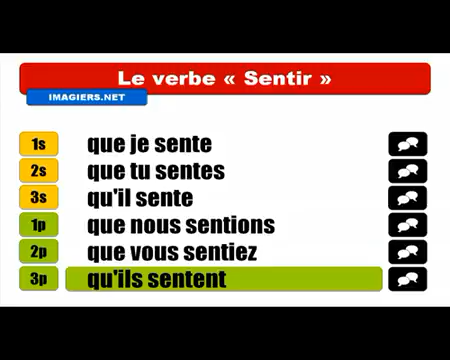 Le verbe « Sentir »
IMAGIERS.NET
1s que je sente
2s que tu sentes
3s qu'il sente
1p que nous sentions
2p que vous sentiez
3p qu'ils sentent